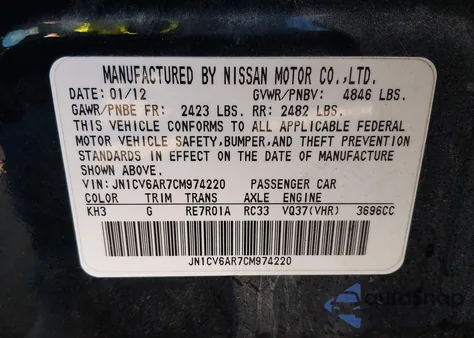 MANUFACTURED BY NISSAN MOTOR CO.,LTD.
DATE: 01/12 GVWR/PNBV: 4846 LBS.
GAWR/PNBE FR: 2423 LBS. RR: 2482 LBS.
THIS VEHICLE CONFORMS TO ALL APPLICABLE FEDERAL
MOTOR VEHICLE SAFETY,BUMPER,AND THEFT PREVENTION
STANDARDS IN EFFECT ON THE DATE OF MANUFACTURE
SHOWN ABOVE.
VIN: JN1CV6AR7CM974220 PASSENGER CAR
COLOR TRIM TRANS AXLE ENGINE
KH3 G RE7R01A RC33 VQ37(VHR) 3696CC
JN1CV6AR7CM974220
AutoSnap